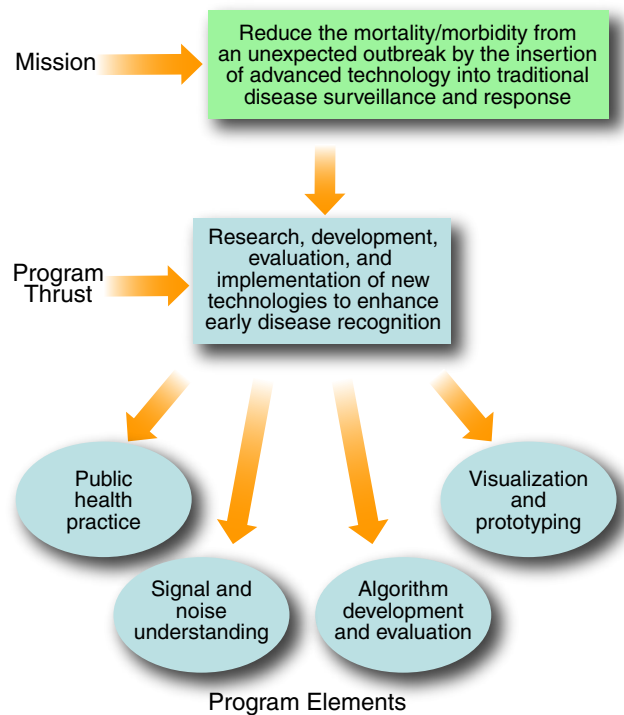 Mission
Reduce the mortality/morbidity from
an unexpected outbreak by the insertion
of advanced technology into traditional
disease surveillance and response
Program
Thrust
Research, development,
evaluation, and
implementation of new
technologies to enhance
early disease recognition
Public
health
practice
Signal and
noise
understanding
Algorithm
development
and evaluation
Visualization
and
prototyping
Program Elements